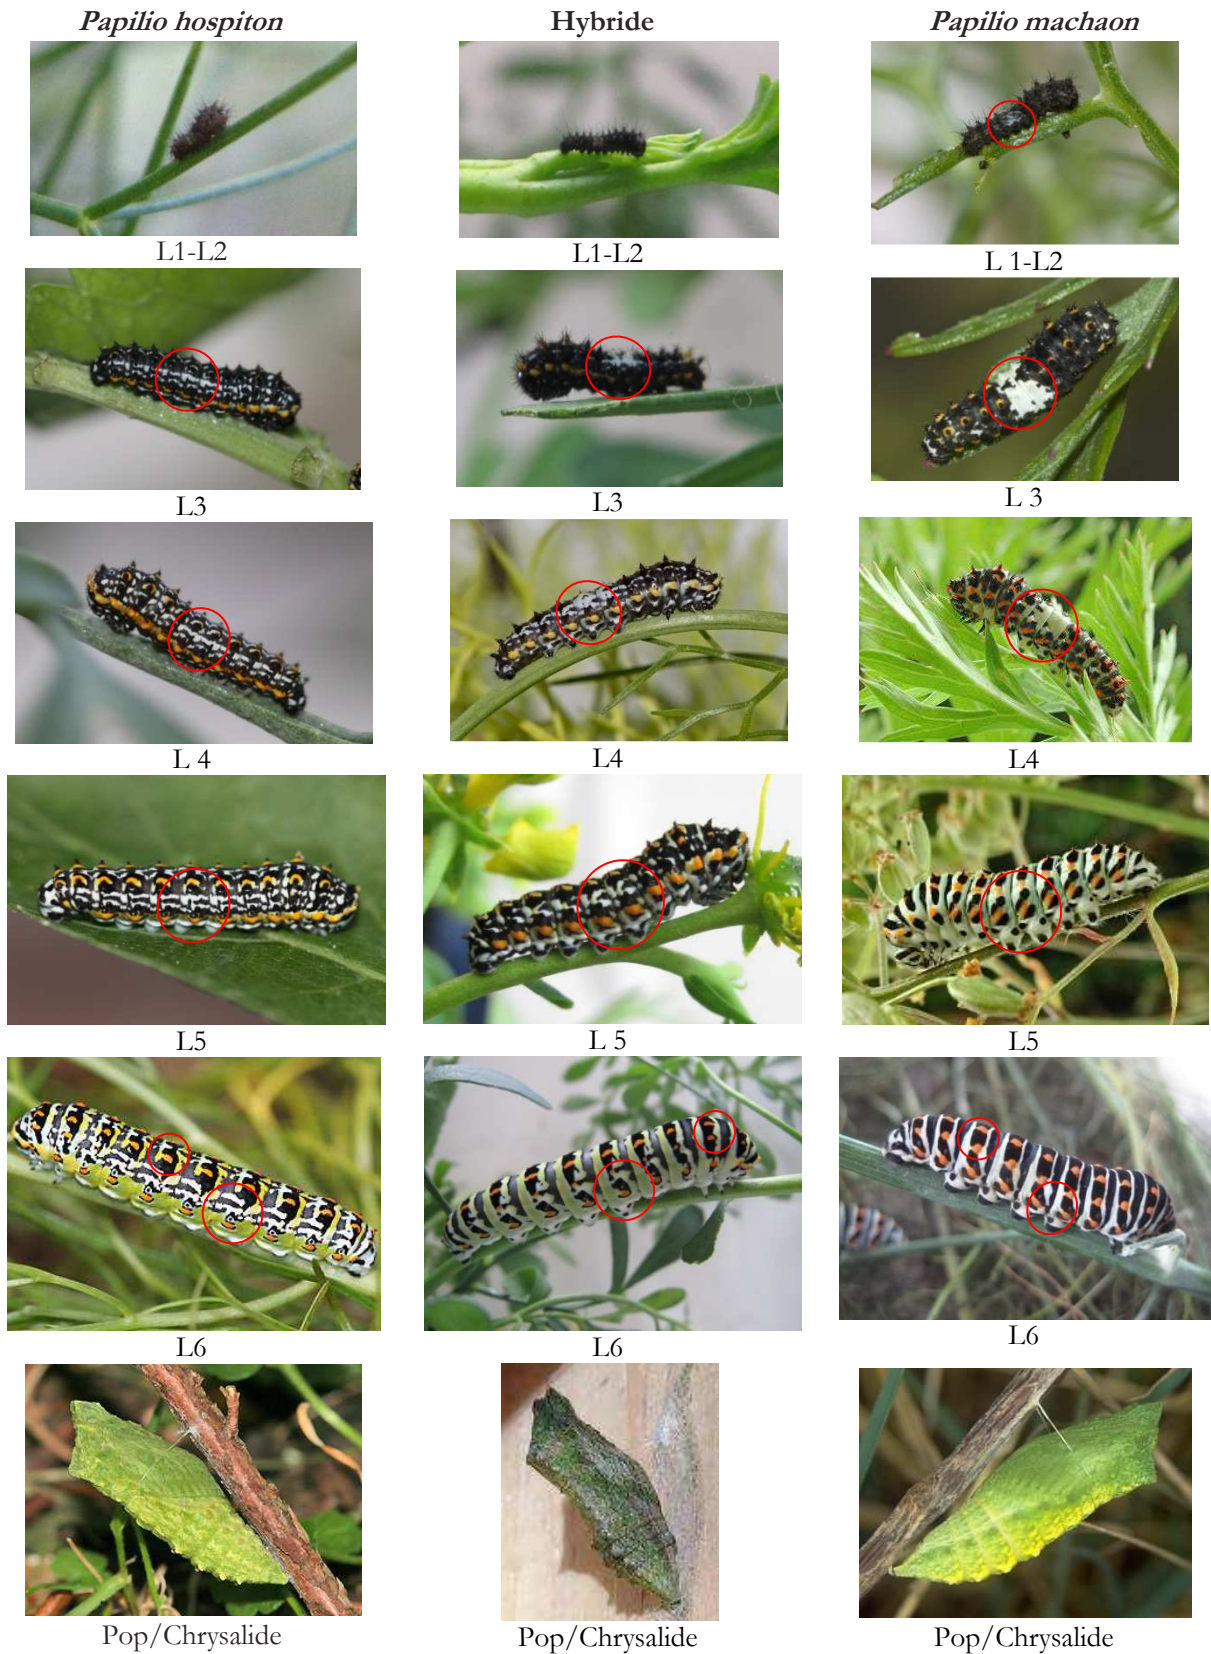 Papilio hospiton Hybride Papilio machaon
L1-L2 L1-L2 L 1-L2
L3 L3 L 3
L 4 L4 L4
L5 L 5 L5
L6 L6 L6
Pop/Chrysalide Pop/Chrysalide Pop/Chrysalide